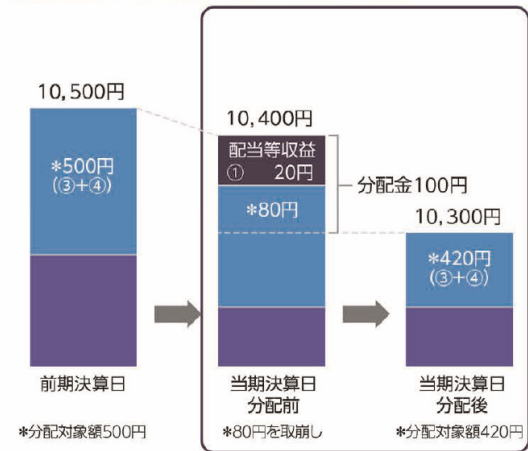 10,500円
*500円
(③+④)
前期決算日
*分配対象額500円
10,400円
配当等収益
① 20円
*80円
分配金100円
当期決算日
分配前
*80円を取崩し
10,300円
*420円
(③+④)
当期決算日
分配後
*分配対象額420円